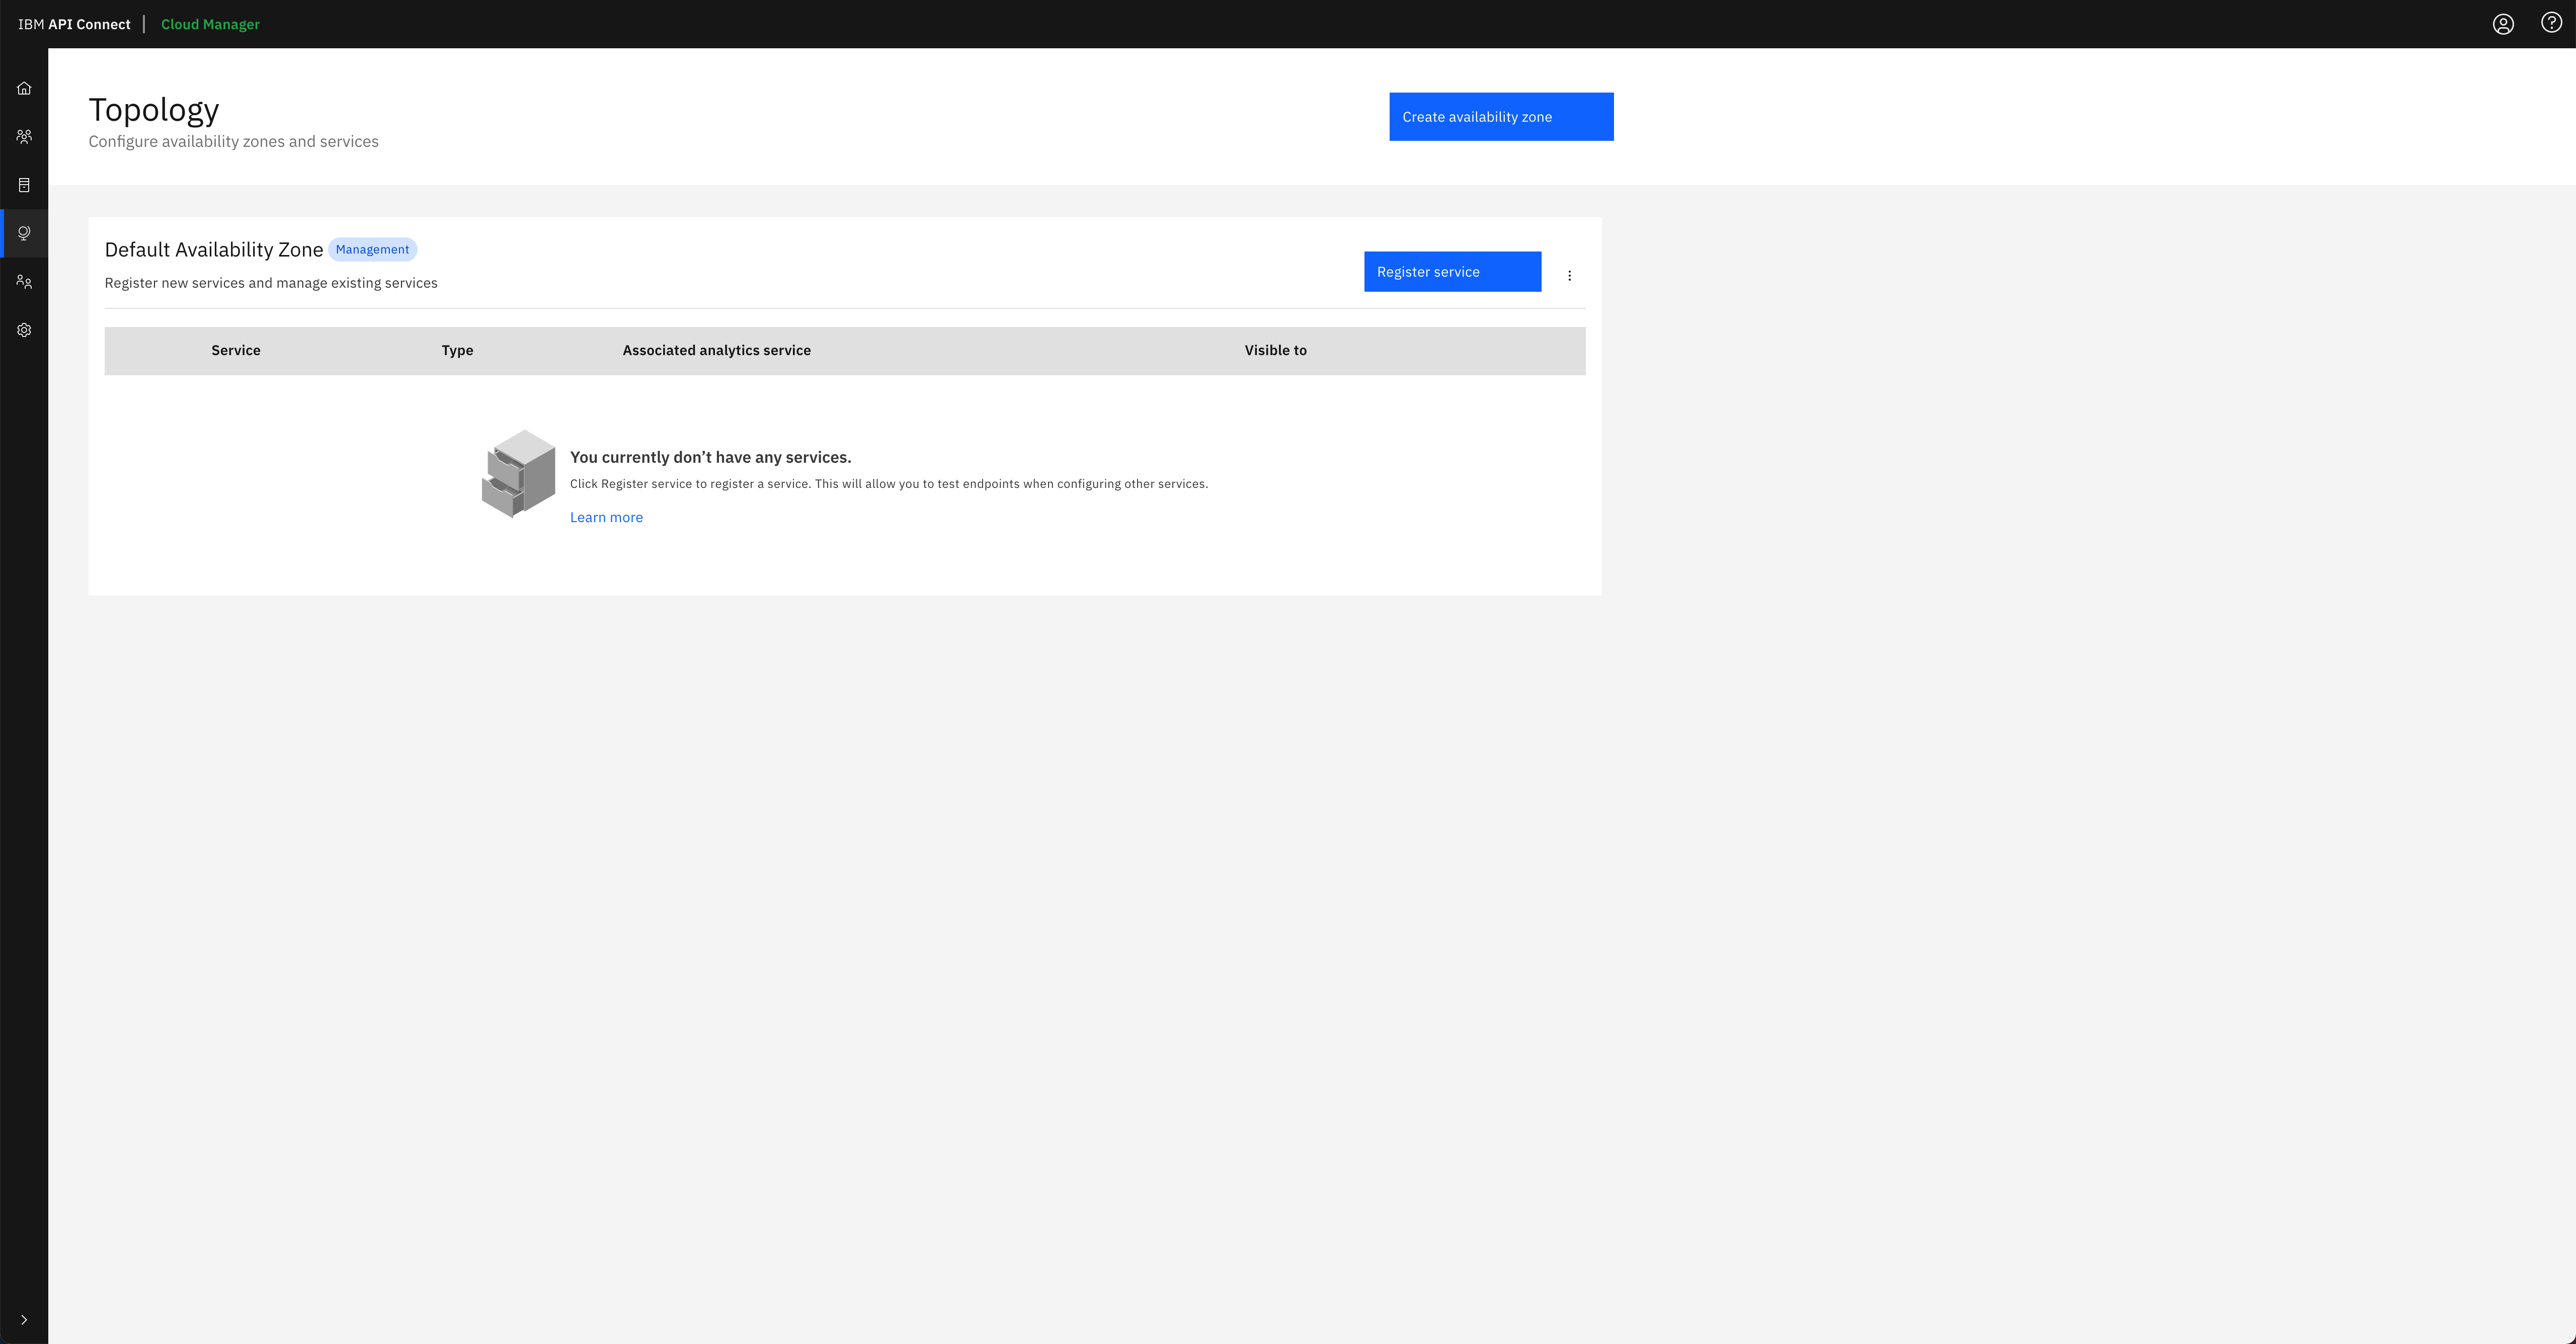 IBM API Connect | Cloud Manager
Topology
Configure availability zones and services
Create availability zone
Default Availability Zone Management
Register new services and manage existing services
Register service
Service Type Associated analytics service Visible to
You currently don’t have any services.
Click Register service to register a service. This will allow you to test endpoints when configuring other services.
Learn more